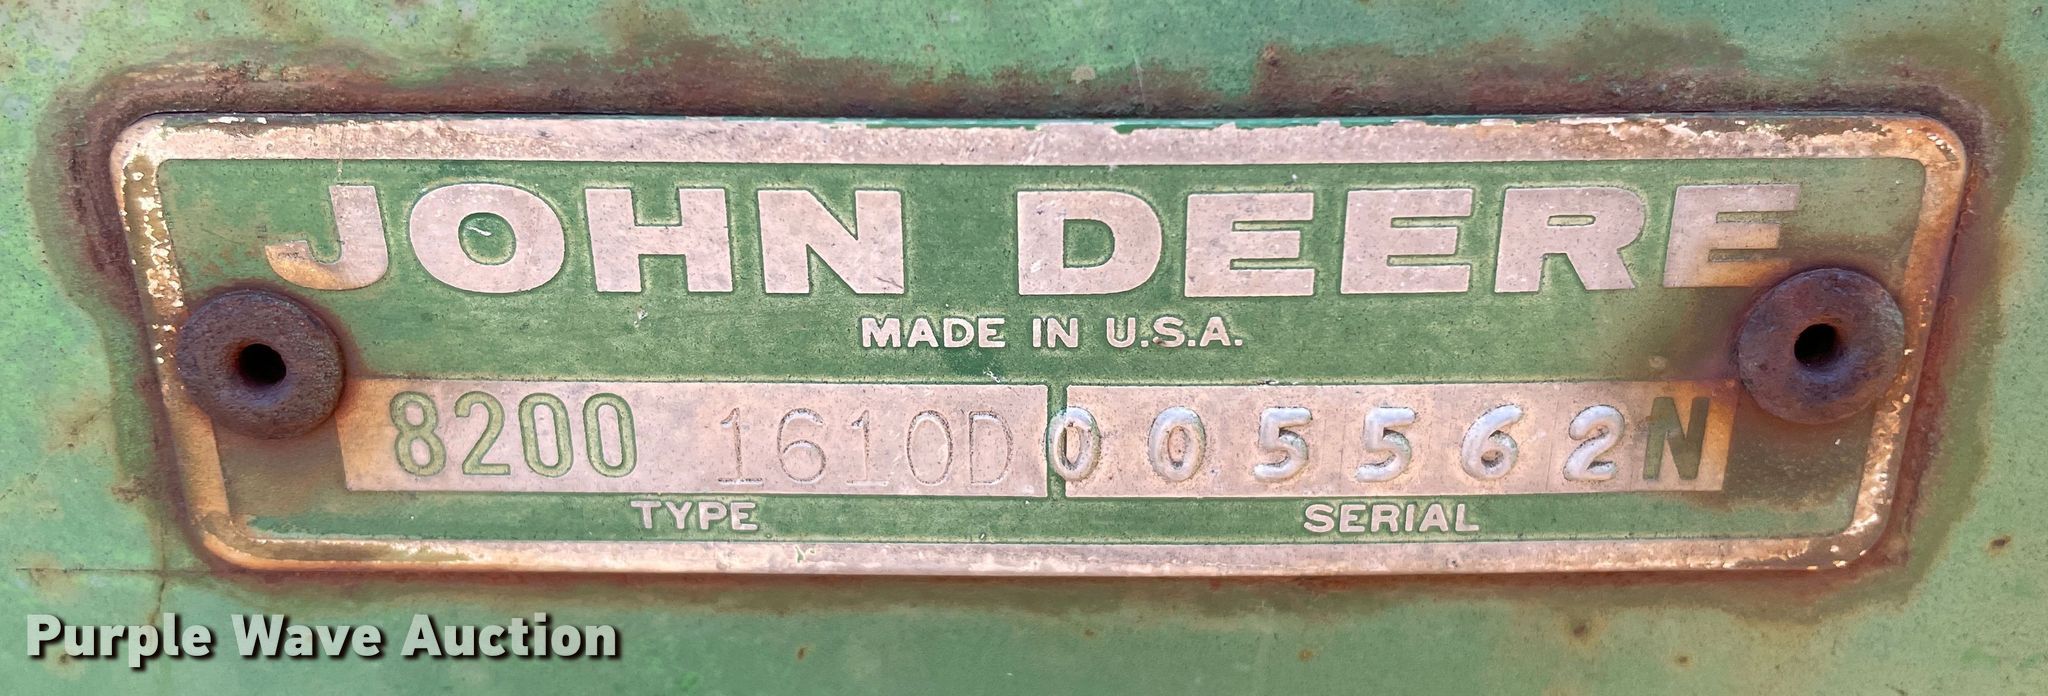 JOHN DEERE
MADE IN U.S.A.
8200 1610D 005562N
TYPE SERIAL
Purple Wave Auction